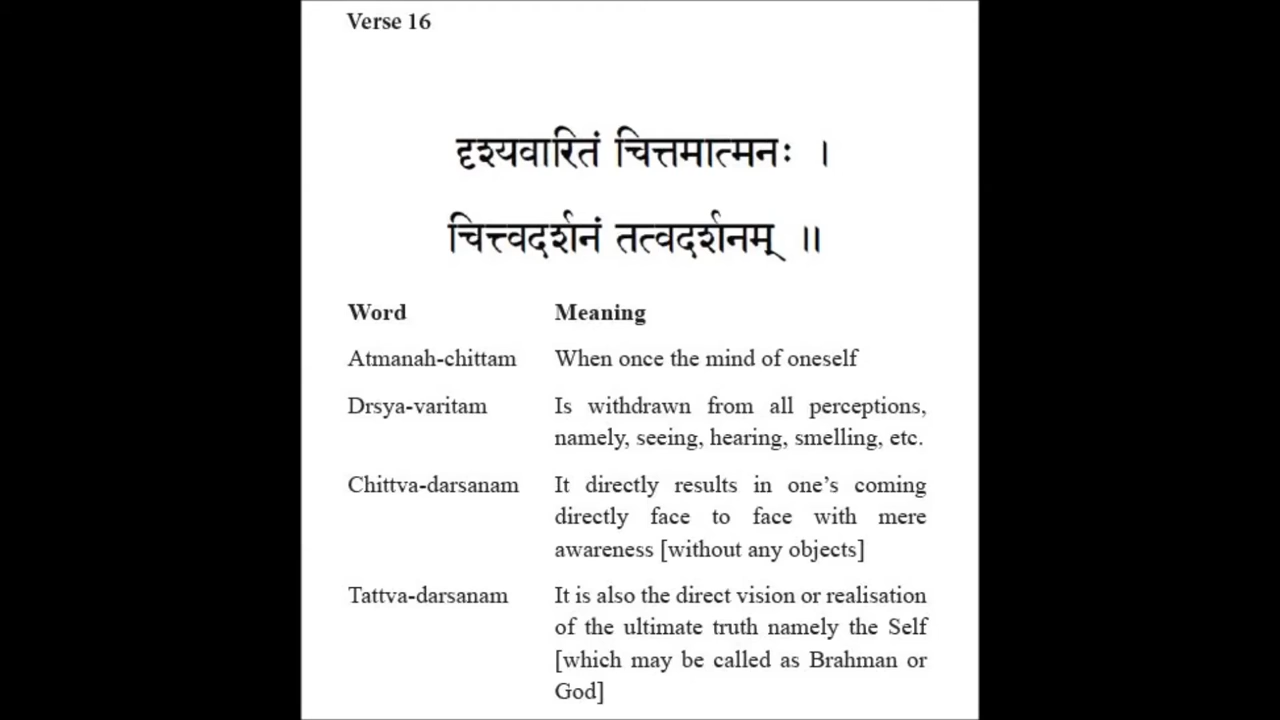 Verse 16
दृश्यवारितं चित्तमात्मनः ।
चित्त्वदर्शनं तत्वदर्शनम् ॥
Word Meaning
Atmanah-chittam When once the mind of oneself
Drsya-varitam Is withdrawn from all perceptions,
namely, seeing, hearing, smelling, etc.
Chittva-darsanam It directly results in one’s coming
directly face to face with mere
awareness [without any objects]
Tattva-darsanam It is also the direct vision or realisation
of the ultimate truth namely the Self
[which may be called as Brahman or
God]